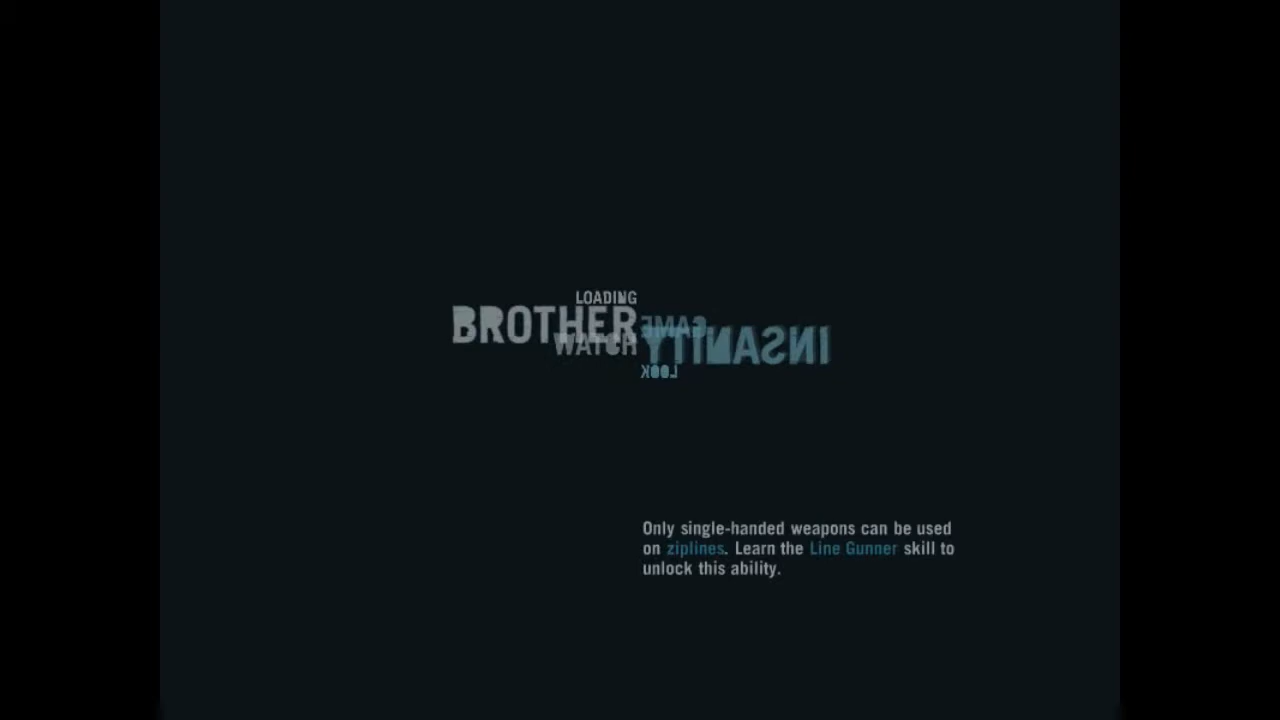 LOADING
BROTHER
GAME
WATCH
INSANITY
LOOK
Only single-handed weapons can be used
on ziplines. Learn the Line Gunner skill to
unlock this ability.